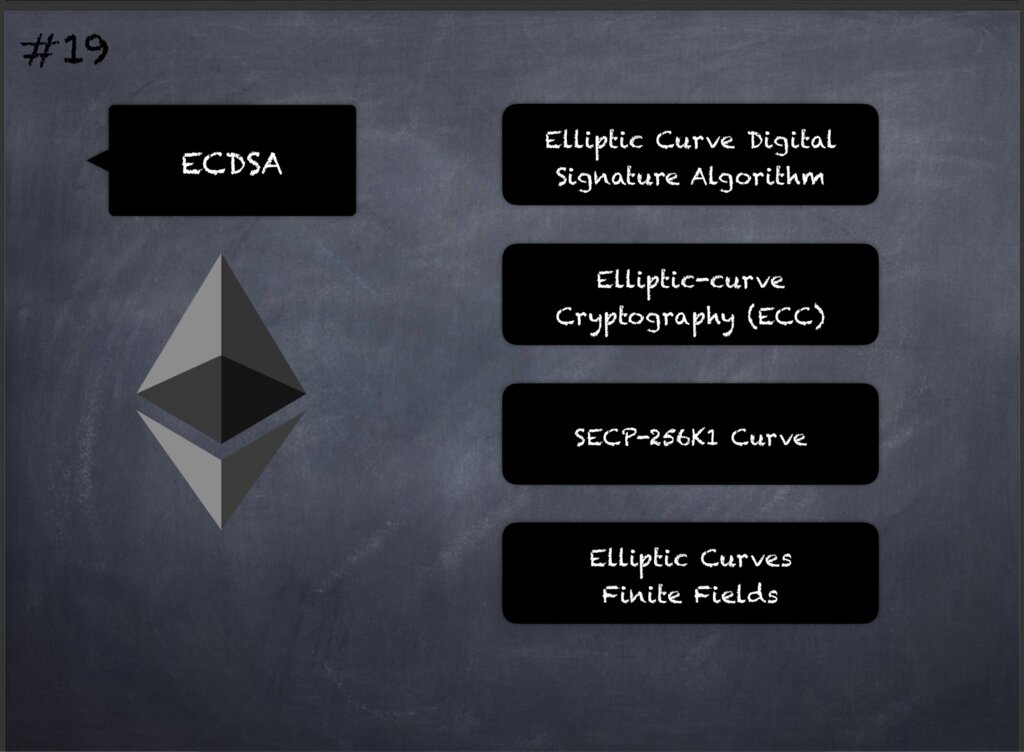 #19
ECDSA
Elliptic Curve Digital
Signature Algorithm
Elliptic-curve
Cryptography (ECC)
SECP-256K1 Curve
Elliptic Curves
Finite Fields